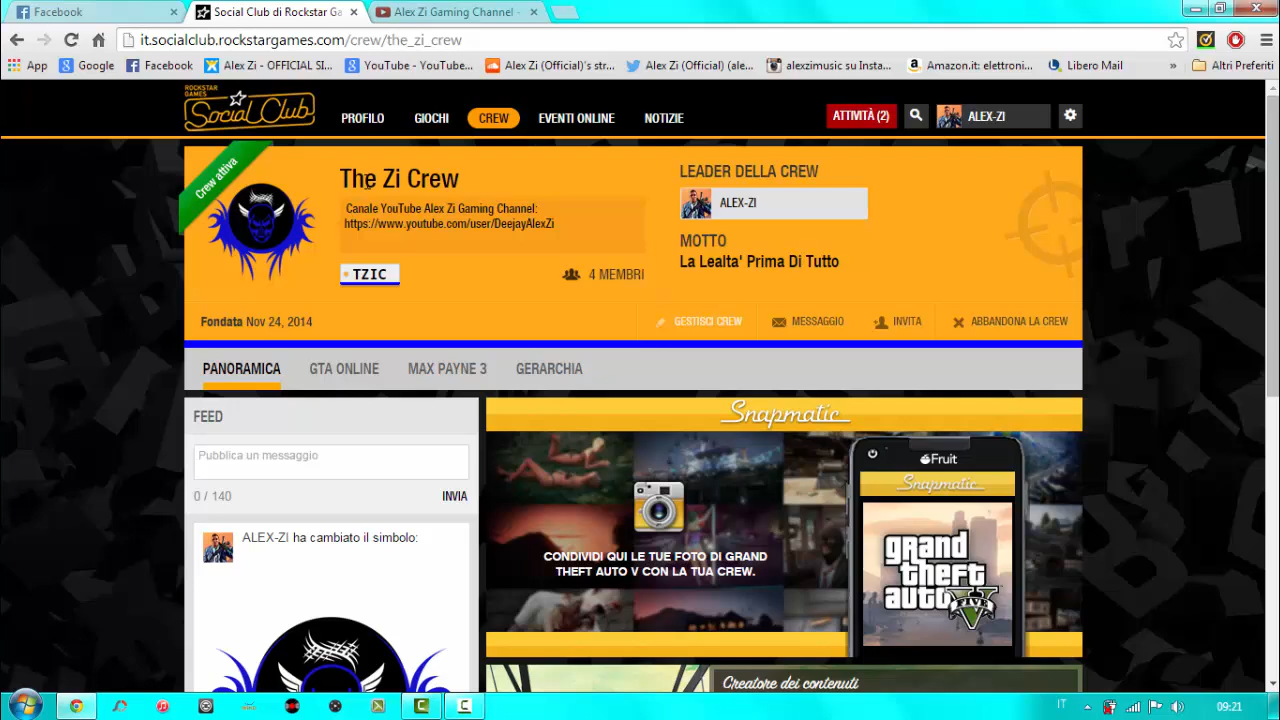 Facebook
Social Club di Rockstar Ga
Alex Zi Gaming Channel -
it.socialclub.rockstargames.com/crew/the_zi_crew
App
Google
Facebook
Alex Zi - OFFICIAL SI...
YouTube - YouTube...
Alex Zi (Official)'s str...
Alex Zi (Official) (ale...
alexzimusic su Insta...
Amazon.it: elettroni...
Libero Mail
»
Altri Preferiti
ROCKSTAR GAMES
Social Club
PROFILO
GIOCHI
CREW
EVENTI ONLINE
NOTIZIE
ATTIVITÀ (2)
ALEX-ZI
Crew attiva
The Zi Crew
Canale YouTube Alex Zi Gaming Channel:
https://www.youtube.com/user/DeejayAlexZi
TZIC
4 MEMBRI
LEADER DELLA CREW
ALEX-ZI
MOTTO
La Lealta' Prima Di Tutto
Fondata Nov 24, 2014
GESTISCI CREW
MESSAGGIO
INVITA
ABBANDONA LA CREW
PANORAMICA
GTA ONLINE
MAX PAYNE 3
GERARCHIA
FEED
Pubblica un messaggio
0 / 140
INVIA
ALEX-ZI ha cambiato il simbolo:
Snapmatic
CONDIVIDI QUI LE TUE FOTO DI GRAND
THEFT AUTO V CON LA TUA CREW.
Fruit
Snapmatic
grand
theft
auto V
FIVE
Creatore dei contenuti
IT
09:21